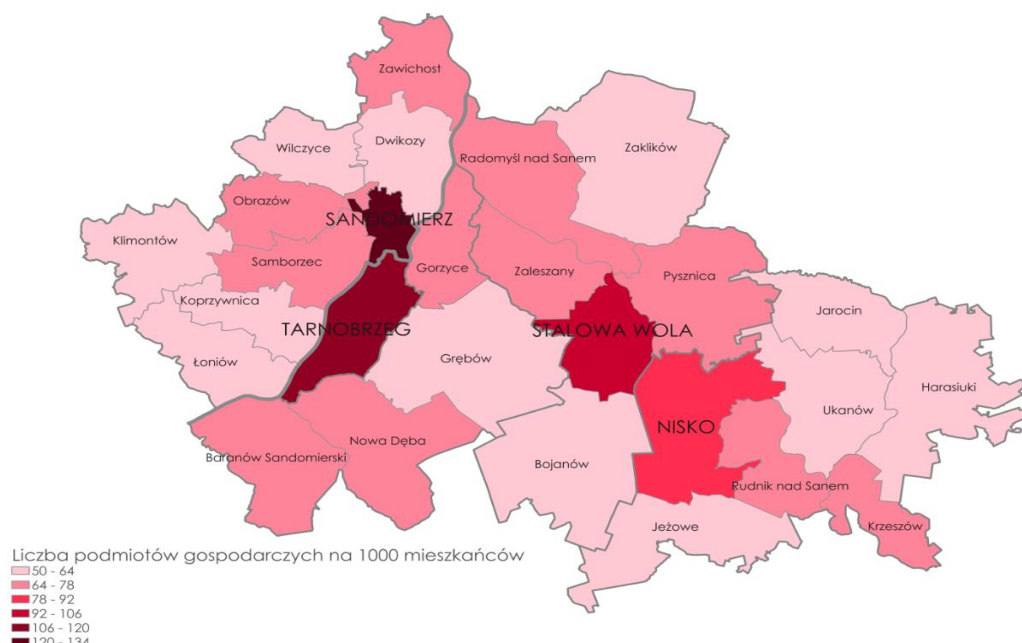 Zawichost
Dwikozy
Wilczyce
Radomyśl nad Sanem
Zaklików
Obrazów
SANDOMIERZ
Klimontów
Samborzec
Gorzyce
Zaleszany
Pysznica
Koprzywnica
Jarocin
TARNOBRZEG
STALOWA WOLA
Łoniów
Grębów
Harasiuki
Ukanów
NISKO
Nowa Dęba
Baranów Sandomierski
Bojanów
Rudnik nad Sanem
Jeżowe
Krzeszów
Liczba podmiotów gospodarczych na 1000 mieszkańców
50 - 64
64 - 78
78 - 92
92 - 106
106 - 120
120 - 134